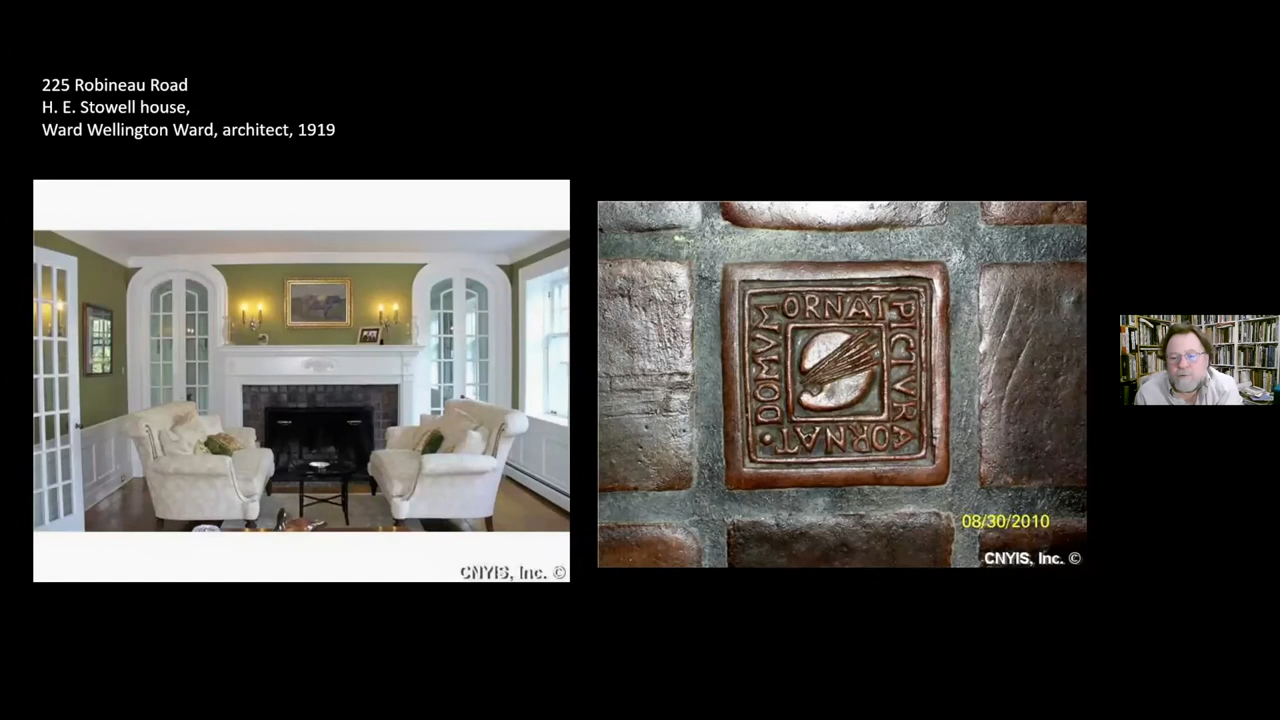 225 Robineau Road
H. E. Stowell house,
Ward Wellington Ward, architect, 1919
DOMVM
ORNAT
PICTVRA
ORNAT
08/30/2010
CNYIS, Inc. ©
CNYIS, Inc. ©